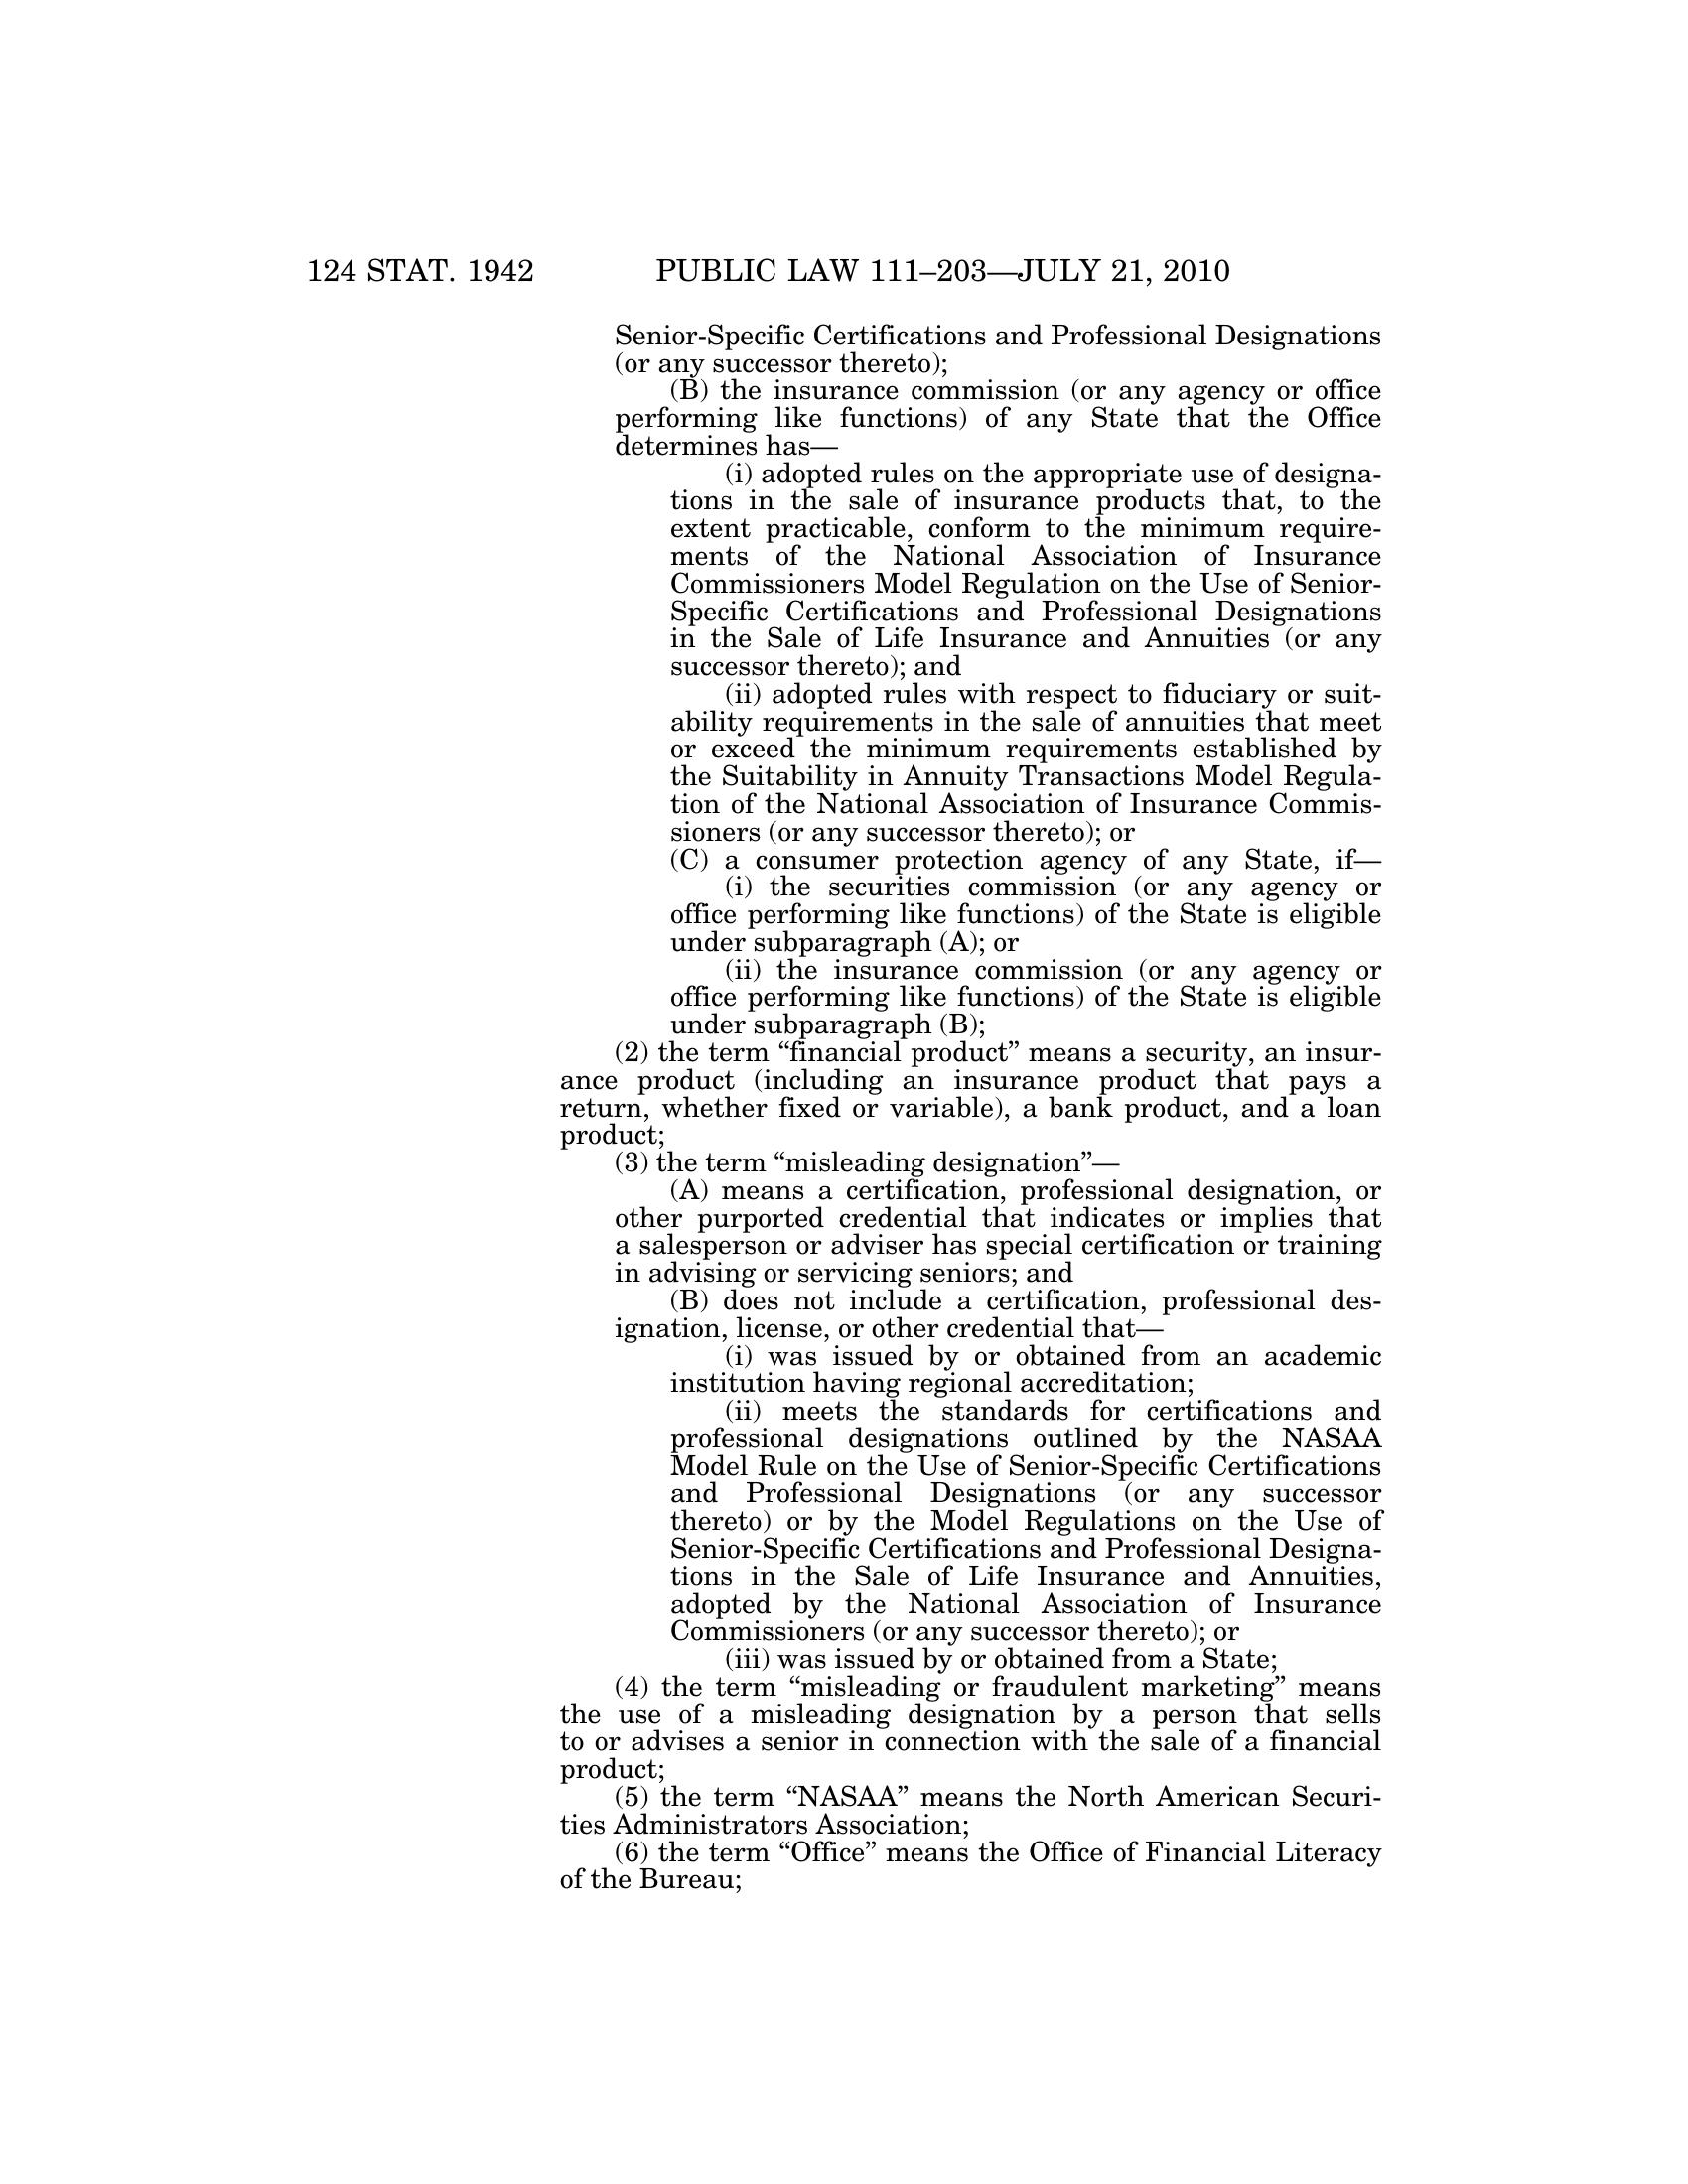 124 STAT. 1942 PUBLIC LAW 111–203—JULY 21, 2010
Senior-Specific Certifications and Professional Designations
(or any successor thereto);
(B) the insurance commission (or any agency or office
performing like functions) of any State that the Office
determines has—
(i) adopted rules on the appropriate use of designa-
tions in the sale of insurance products that, to the
extent practicable, conform to the minimum require-
ments of the National Association of Insurance
Commissioners Model Regulation on the Use of Senior-
Specific Certifications and Professional Designations
in the Sale of Life Insurance and Annuities (or any
successor thereto); and
(ii) adopted rules with respect to fiduciary or suit-
ability requirements in the sale of annuities that meet
or exceed the minimum requirements established by
the Suitability in Annuity Transactions Model Regula-
tion of the National Association of Insurance Commis-
sioners (or any successor thereto); or
(C) a consumer protection agency of any State, if—
(i) the securities commission (or any agency or
office performing like functions) of the State is eligible
under subparagraph (A); or
(ii) the insurance commission (or any agency or
office performing like functions) of the State is eligible
under subparagraph (B);
(2) the term “financial product” means a security, an insur-
ance product (including an insurance product that pays a
return, whether fixed or variable), a bank product, and a loan
product;
(3) the term “misleading designation”—
(A) means a certification, professional designation, or
other purported credential that indicates or implies that
a salesperson or adviser has special certification or training
in advising or servicing seniors; and
(B) does not include a certification, professional des-
ignation, license, or other credential that—
(i) was issued by or obtained from an academic
institution having regional accreditation;
(ii) meets the standards for certifications and
professional designations outlined by the NASAA
Model Rule on the Use of Senior-Specific Certifications
and Professional Designations (or any successor
thereto) or by the Model Regulations on the Use of
Senior-Specific Certifications and Professional Designa-
tions in the Sale of Life Insurance and Annuities,
adopted by the National Association of Insurance
Commissioners (or any successor thereto); or
(iii) was issued by or obtained from a State;
(4) the term “misleading or fraudulent marketing” means
the use of a misleading designation by a person that sells
to or advises a senior in connection with the sale of a financial
product;
(5) the term “NASAA” means the North American Securi-
ties Administrators Association;
(6) the term “Office” means the Office of Financial Literacy
of the Bureau;